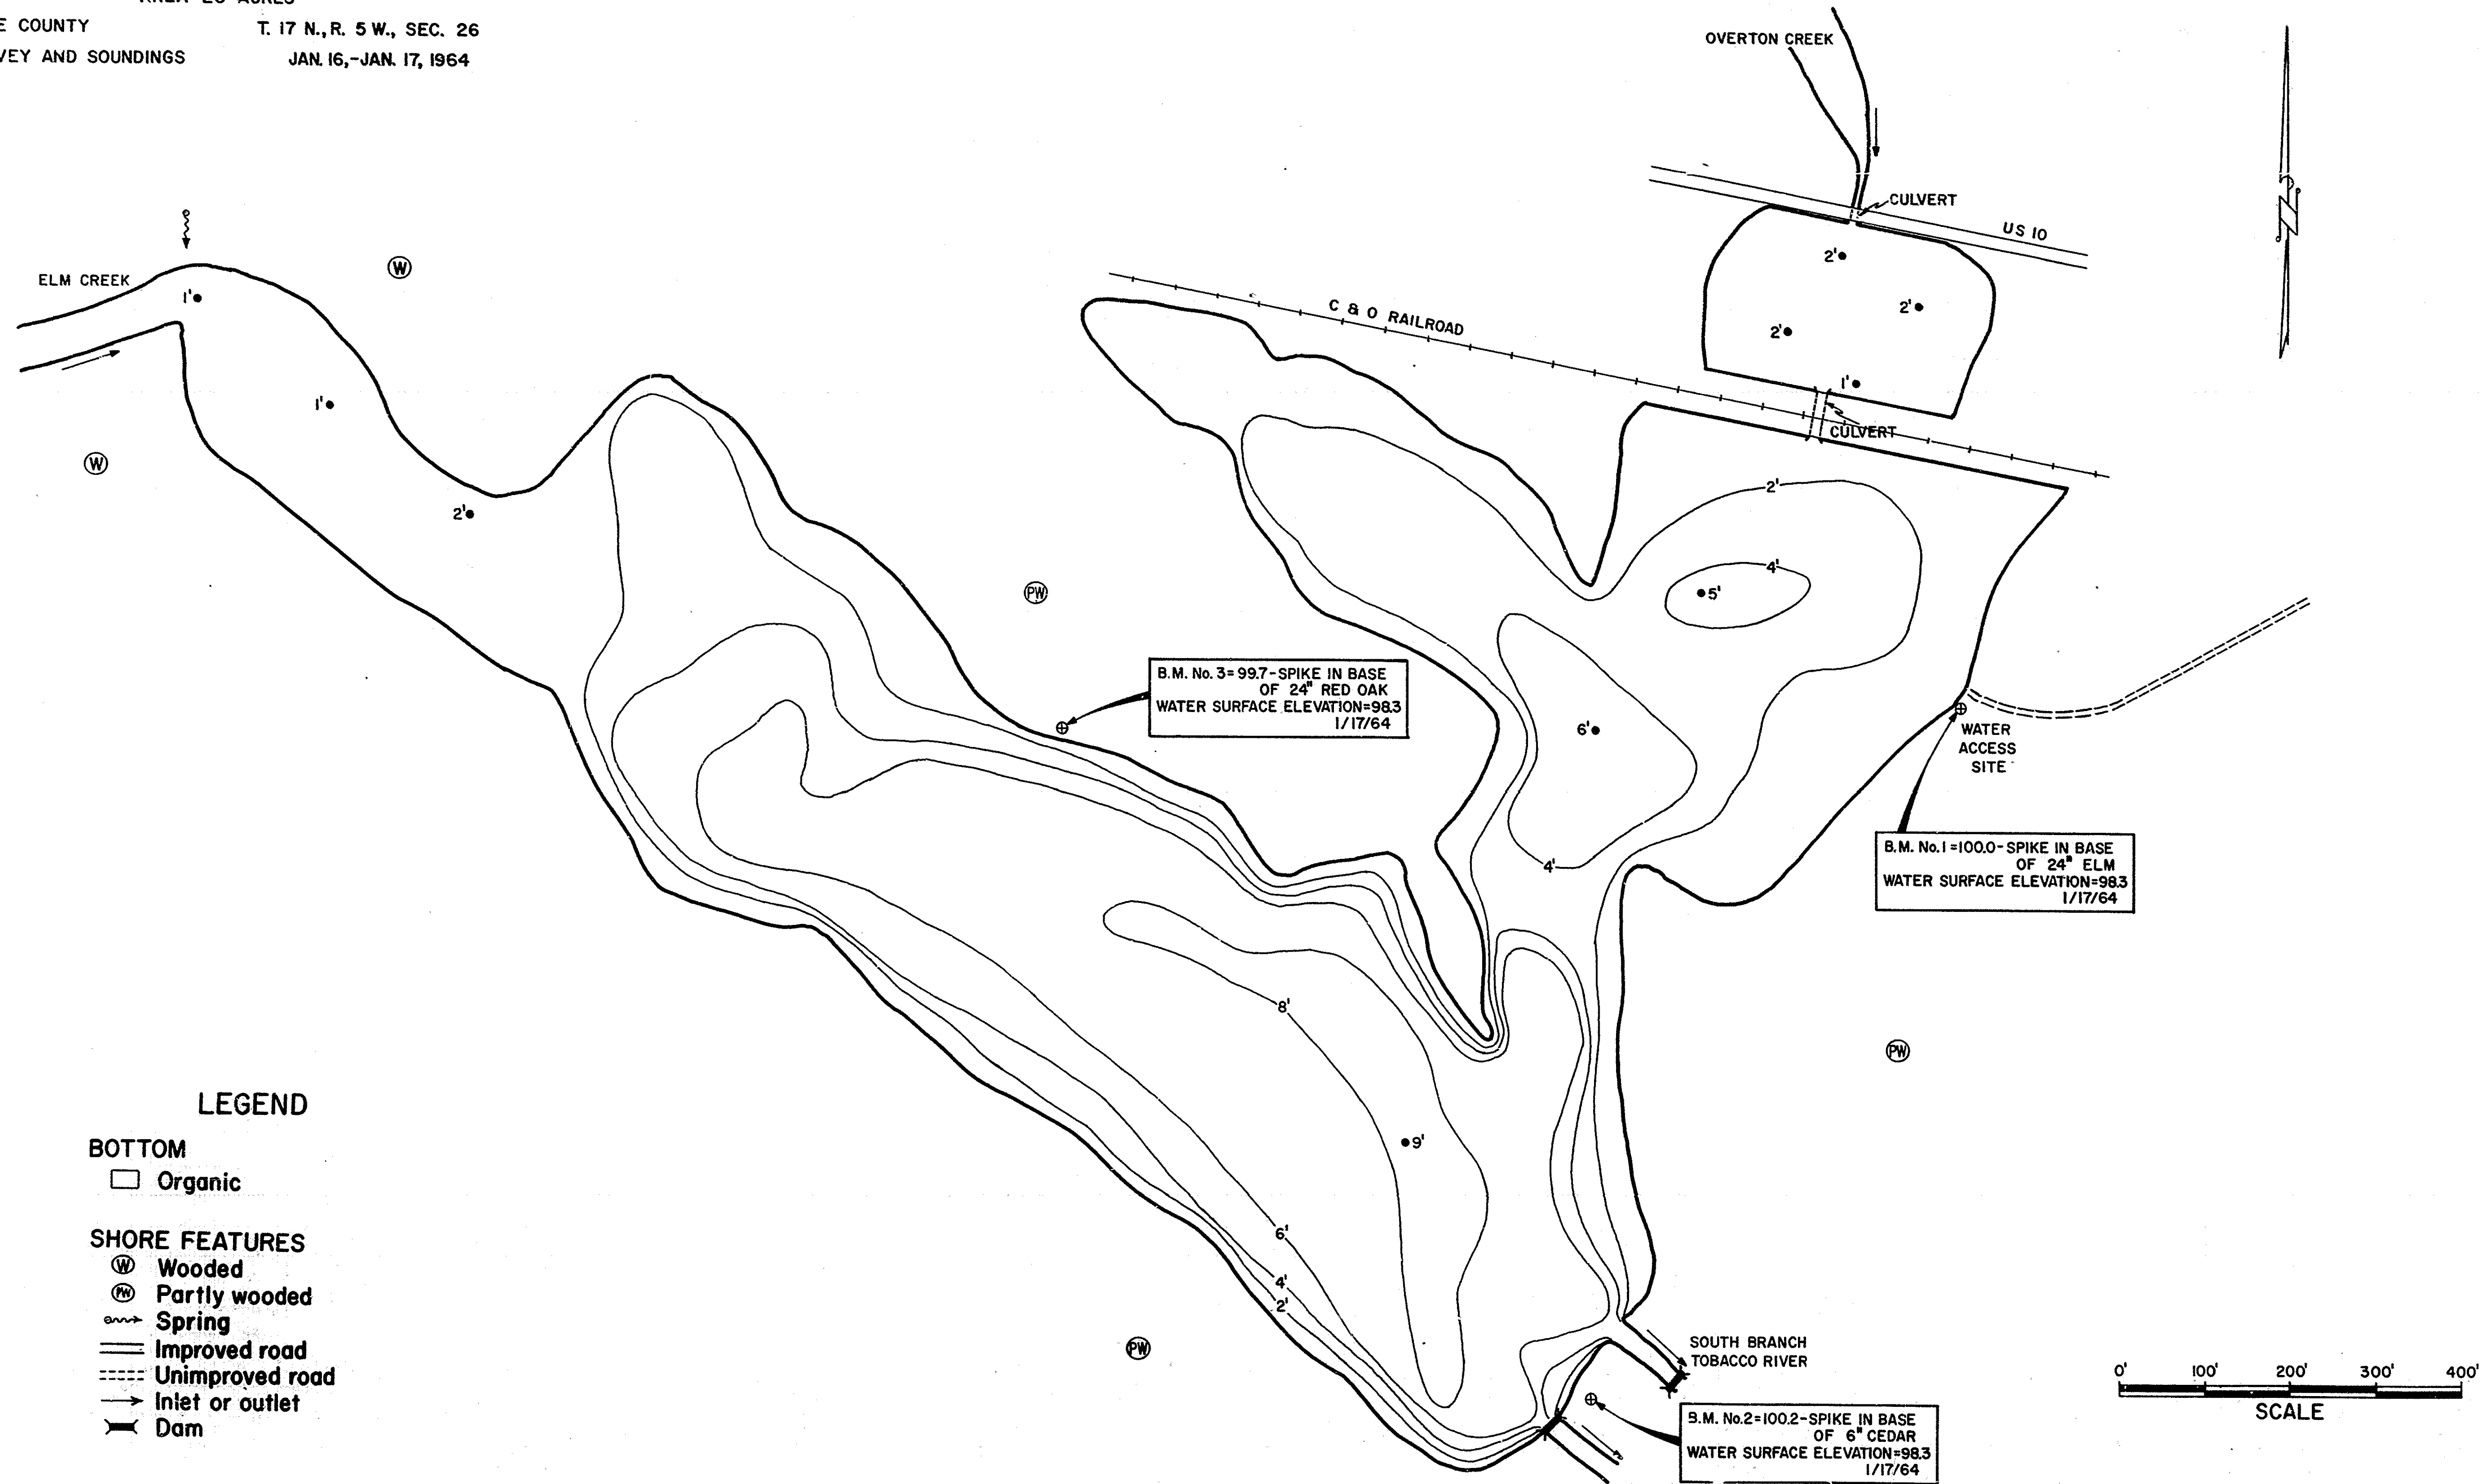 E COUNTY T. 17 N., R. 5 W., SEC. 26
VEY AND SOUNDINGS JAN. 16,-JAN. 17, 1964
OVERTON CREEK
CULVERT
US 10
2'
2'
2'
1'
C & O RAILROAD
CULVERT
ELM CREEK
1'
W
1'
W
2'
2'
4'
5'
PW
B.M. No. 3=99.7-SPIKE IN BASE
OF 24" RED OAK
WATER SURFACE ELEVATION=98.3
1/17/64
6'
WATER
ACCESS
SITE
4'
B.M. No. 1=100.0-SPIKE IN BASE
OF 24" ELM
WATER SURFACE ELEVATION=98.3
1/17/64
8'
PW
9'
6'
4'
2'
PW
SOUTH BRANCH
TOBACCO RIVER
B.M. No.2=100.2-SPIKE IN BASE
OF 6" CEDAR
WATER SURFACE ELEVATION=98.3
1/17/64
LEGEND
BOTTOM
Organic
SHORE FEATURES
W Wooded
PW Partly wooded
Spring
Improved road
Unimproved road
Inlet or outlet
Dam
0' 100' 200' 300' 400'
SCALE
N